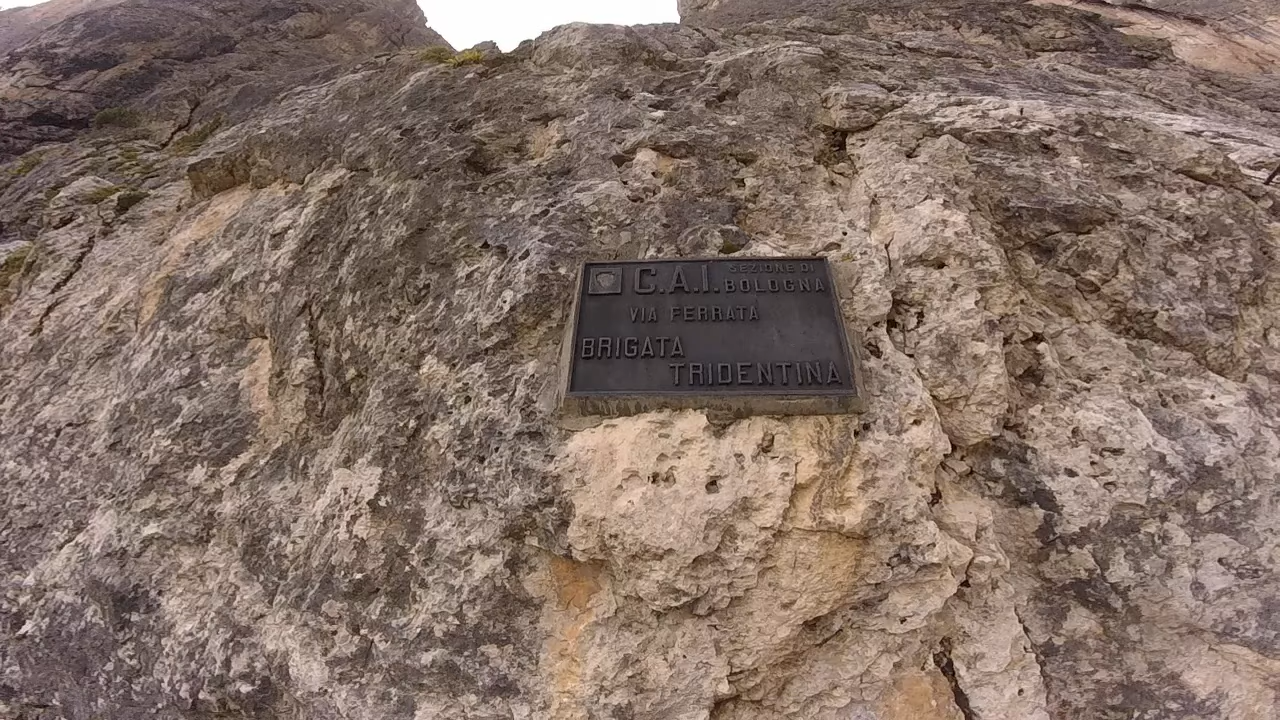 C.A.I. SEZIONE DI
BOLOGNA
VIA FERRATA
BRIGATA
TRIDENTINA